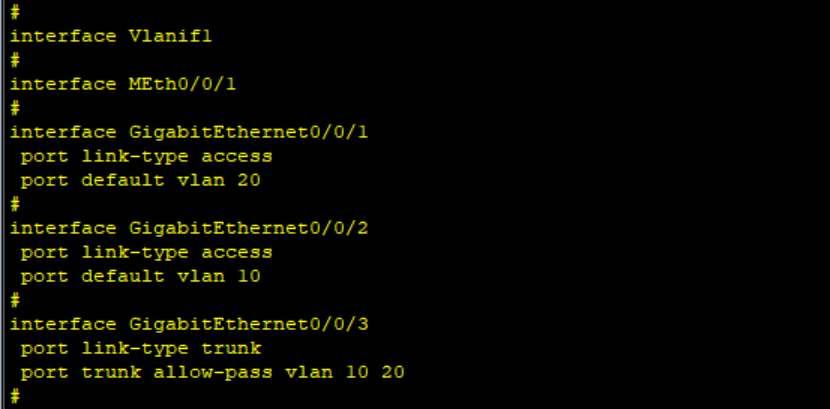 #
interface Vlanif1
#
interface MEth0/0/1
#
interface GigabitEthernet0/0/1
port link-type access
port default vlan 20
#
interface GigabitEthernet0/0/2
port link-type access
port default vlan 10
#
interface GigabitEthernet0/0/3
port link-type trunk
port trunk allow-pass vlan 10 20
#